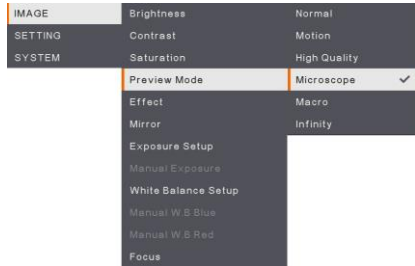 IMAGE
SETTING
SYSTEM
Brightness
Contrast
Saturation
Preview Mode
Effect
Mirror
Exposure Setup
Manual Exposure
White Balance Setup
Manual W.B Blue
Manual W.B Red
Focus
Normal
Motion
High Quality
Microscope
Macro
Infinity